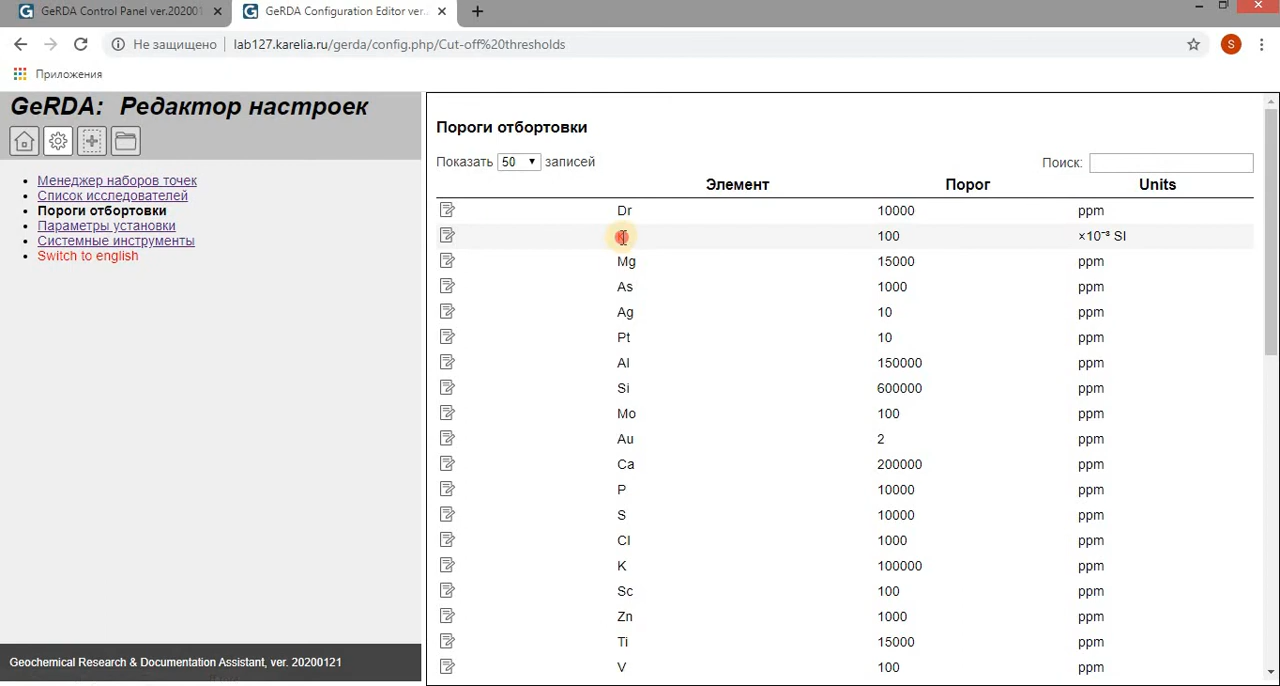 GeRDA Control Panel ver.20200
GeRDA Configuration Editor ver.
Не защищено lab127.karelia.ru/gerda/config.php/Cut-off%20thresholds
S
Приложения
GeRDA: Редактор настроек
Менеджер наборов точек
Список исследователей
Пороги отбортовки
Параметры установки
Системные инструменты
Switch to english
Geochemical Research & Documentation Assistant, ver. 20200121
Пороги отбортовки
Показать 50 записей Поиск:
Элемент Порог Units
Dr 10000 ppm
100 ×10⁻³ SI
Mg 15000 ppm
As 1000 ppm
Ag 10 ppm
Pt 10 ppm
Al 150000 ppm
Si 600000 ppm
Mo 100 ppm
Au 2 ppm
Ca 200000 ppm
P 10000 ppm
S 10000 ppm
Cl 1000 ppm
K 100000 ppm
Sc 100 ppm
Zn 1000 ppm
Ti 15000 ppm
V 100 ppm